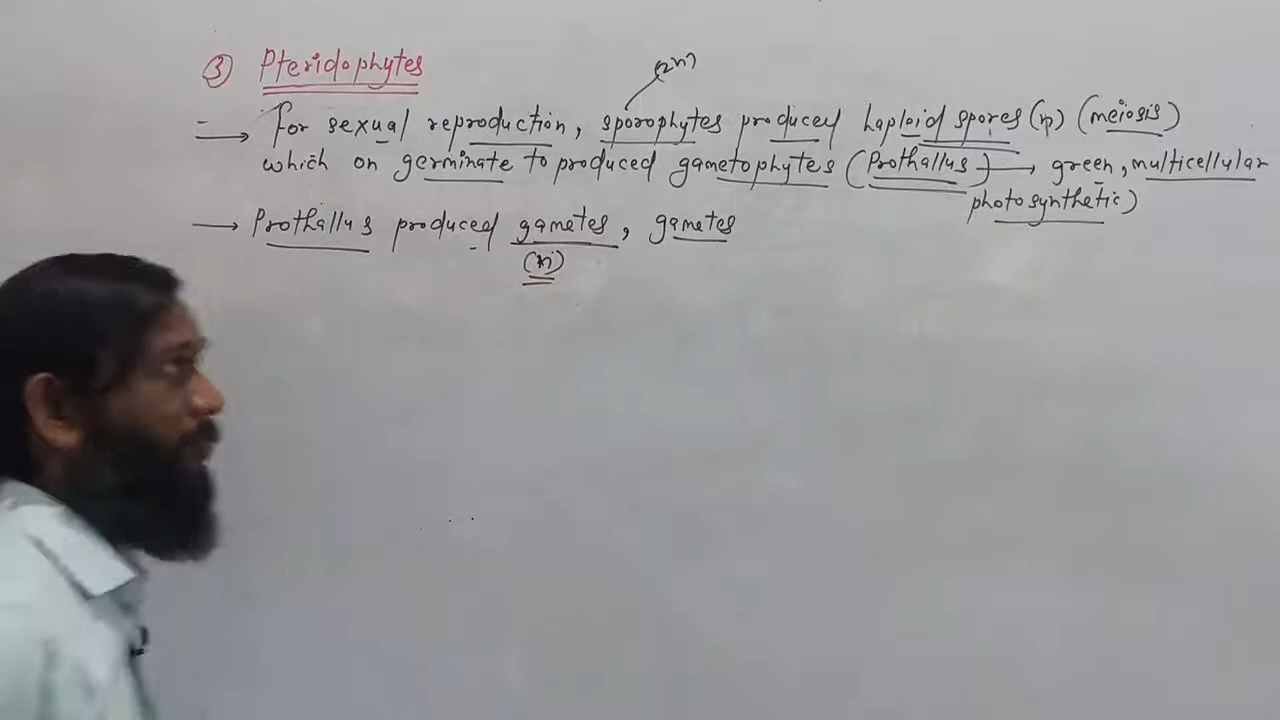 ③ Pteridophytes
(2n)
→ For sexual reproduction, sporophytes produced haploid spores (n) (meiosis)
which on germinate to produced gametophytes (Prothallus → green, multicellular
photosynthetic)
→ Prothallus produced gametes, gametes
(n)